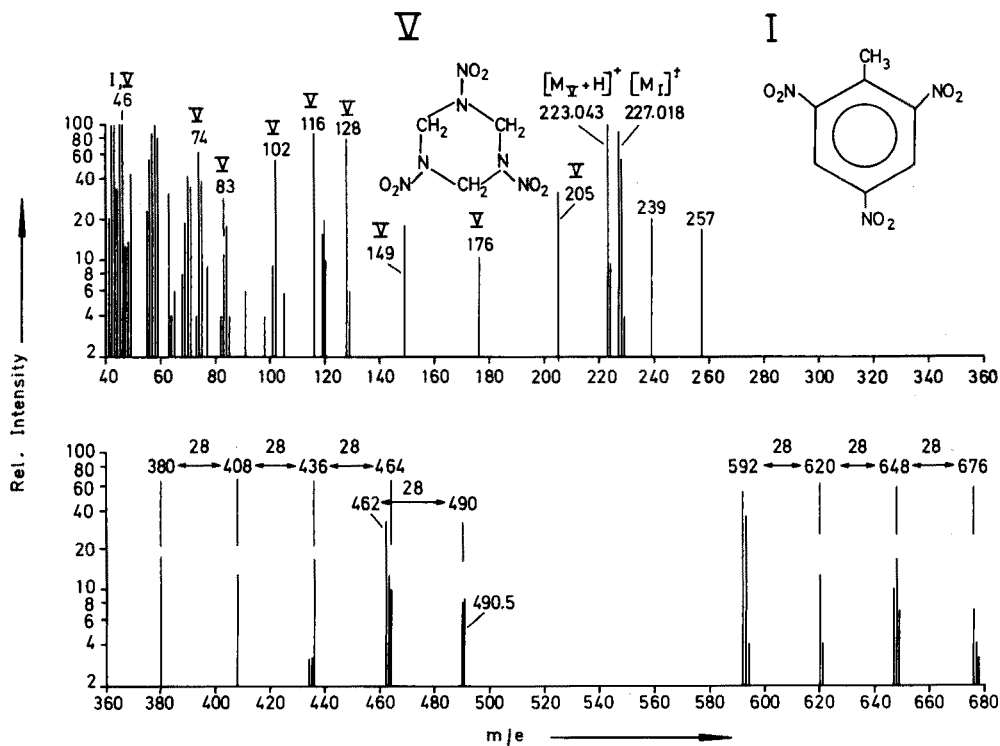 V
I
NO₂
N
CH₂
CH₂
N
N
O₂N
CH₂
NO₂
CH₃
O₂N
NO₂
NO₂
I,V
46
V
74
V
83
V
102
V
116
V
128
V
149
V
176
V
205
[M_V+H]⁺
223.043
[M_I]⁺
227.018
239
257
100
80
60
40
20
10
8
6
4
2
40 60 80 100 120 140 160 180 200 220 240 260 280 300 320 340 360
Rel. Intensity
28 28 28
380 408 436 464
28
462 490
490.5
28 28 28
592 620 648 676
100
80
60
40
20
10
8
6
4
2
360 380 400 420 440 460 480 500 520 540 560 580 600 620 640 660 680
m/e